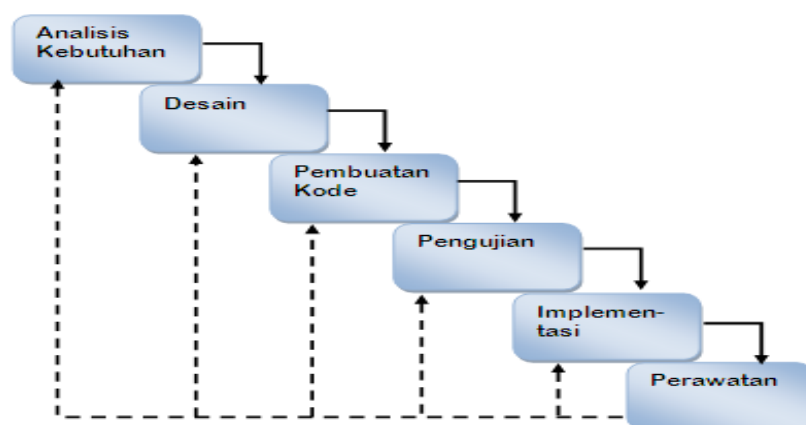 Analisis
Kebutuhan
Desain
Pembuatan
Kode
Pengujian
Implemen-
tasi
Perawatan